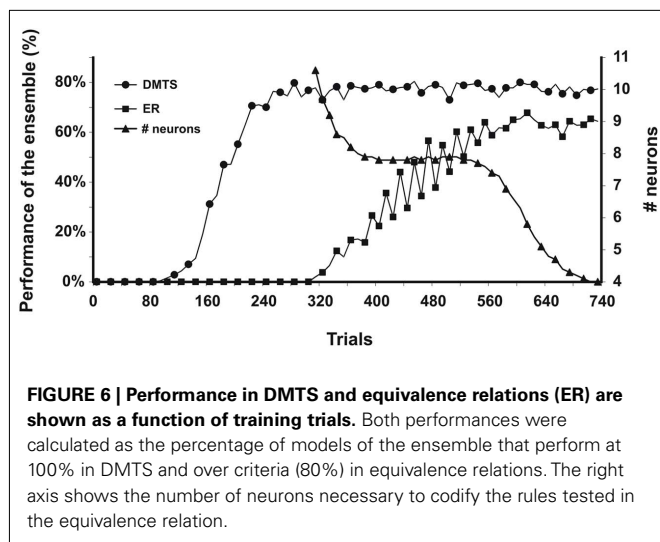 Performance of the ensemble (%)
80%
60%
40%
20%
0%
DMTS
ER
# neurons
11
10
9
8
7
6
5
4
# neurons
0 80 160 240 320 400 480 560 640 740
Trials
FIGURE 6 | Performance in DMTS and equivalence relations (ER) are
shown as a function of training trials. Both performances were
calculated as the percentage of models of the ensemble that perform at
100% in DMTS and over criteria (80%) in equivalence relations. The right
axis shows the number of neurons necessary to codify the rules tested in
the equivalence relation.